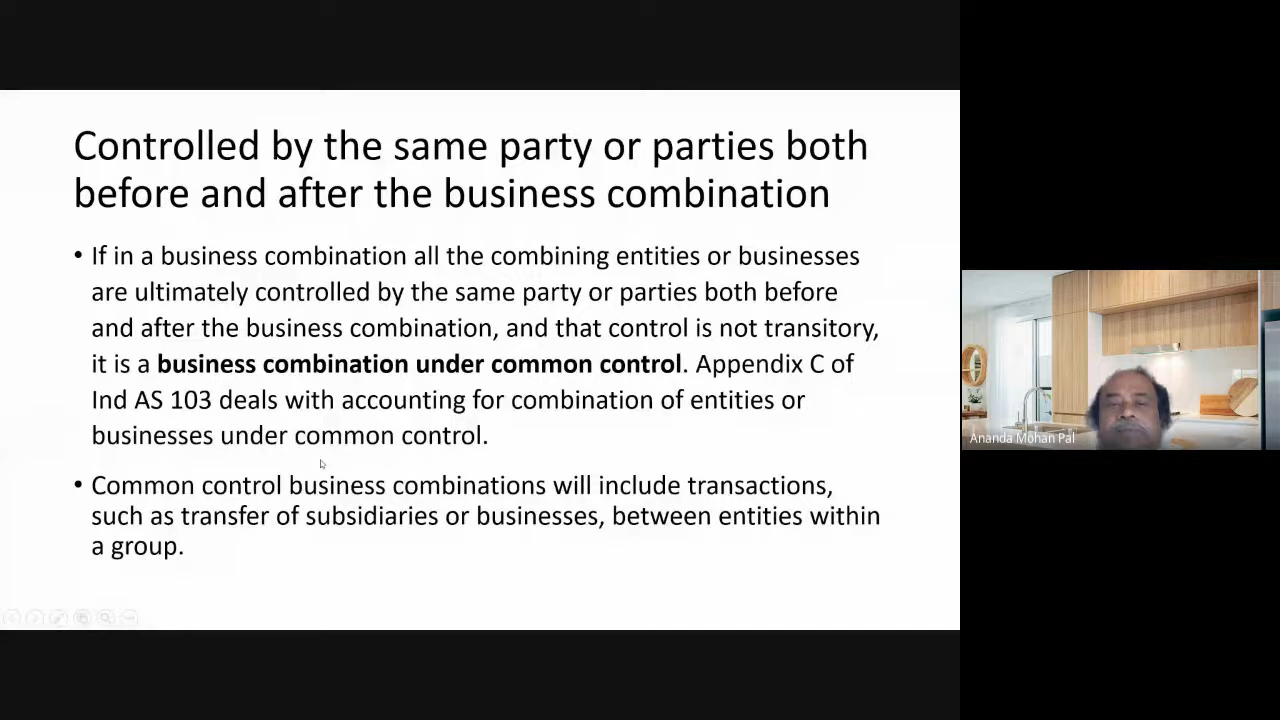 Controlled by the same party or parties both
before and after the business combination
• If in a business combination all the combining entities or businesses
are ultimately controlled by the same party or parties both before
and after the business combination, and that control is not transitory,
it is a business combination under common control. Appendix C of
Ind AS 103 deals with accounting for combination of entities or
businesses under common control.
• Common control business combinations will include transactions,
such as transfer of subsidiaries or businesses, between entities within
a group.
Ananda Mohan Pal